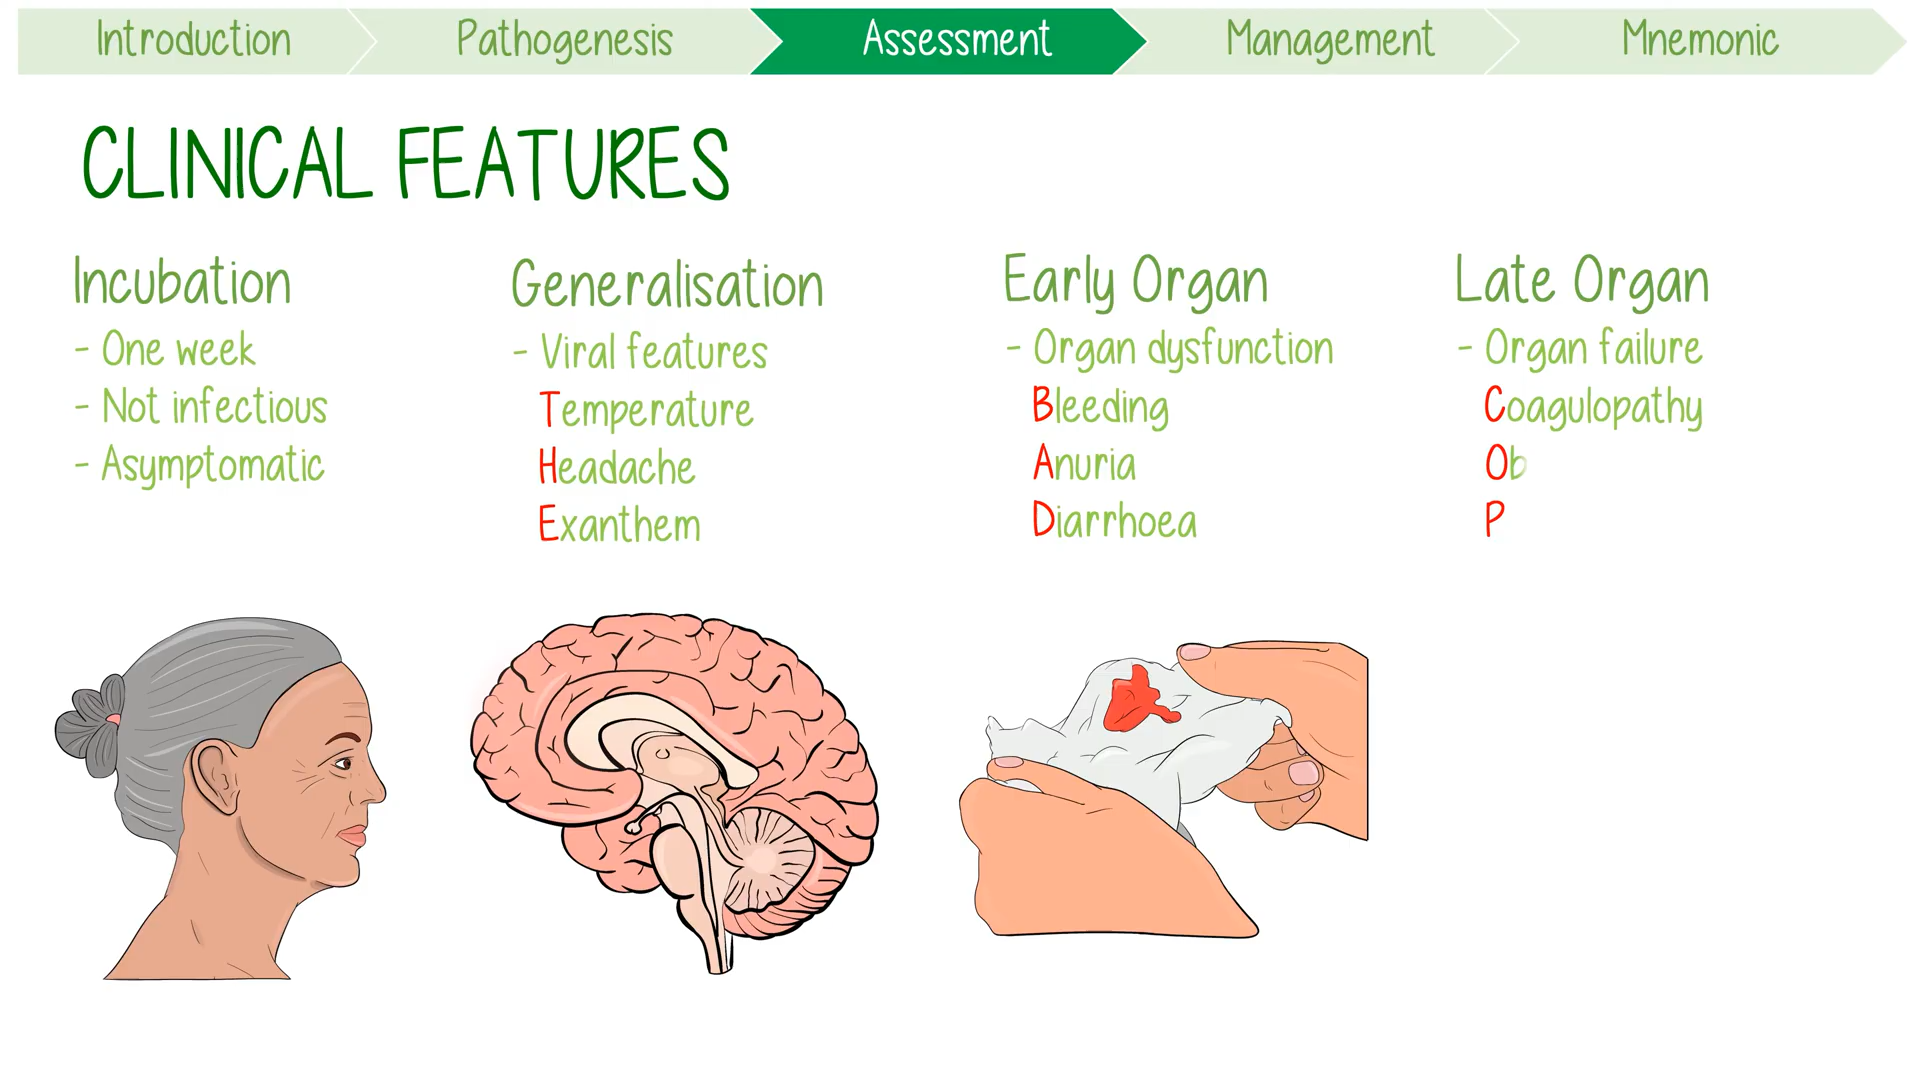 Introduction
Pathogenesis
Assessment
Management
Mnemonic
CLINICAL FEATURES
Incubation
- One week
- Not infectious
- Asymptomatic
Generalisation
- Viral features
Temperature
Headache
Exanthem
Early Organ
- Organ dysfunction
Bleeding
Anuria
Diarrhoea
Late Organ
- Organ failure
Coagulopathy
Ob
P